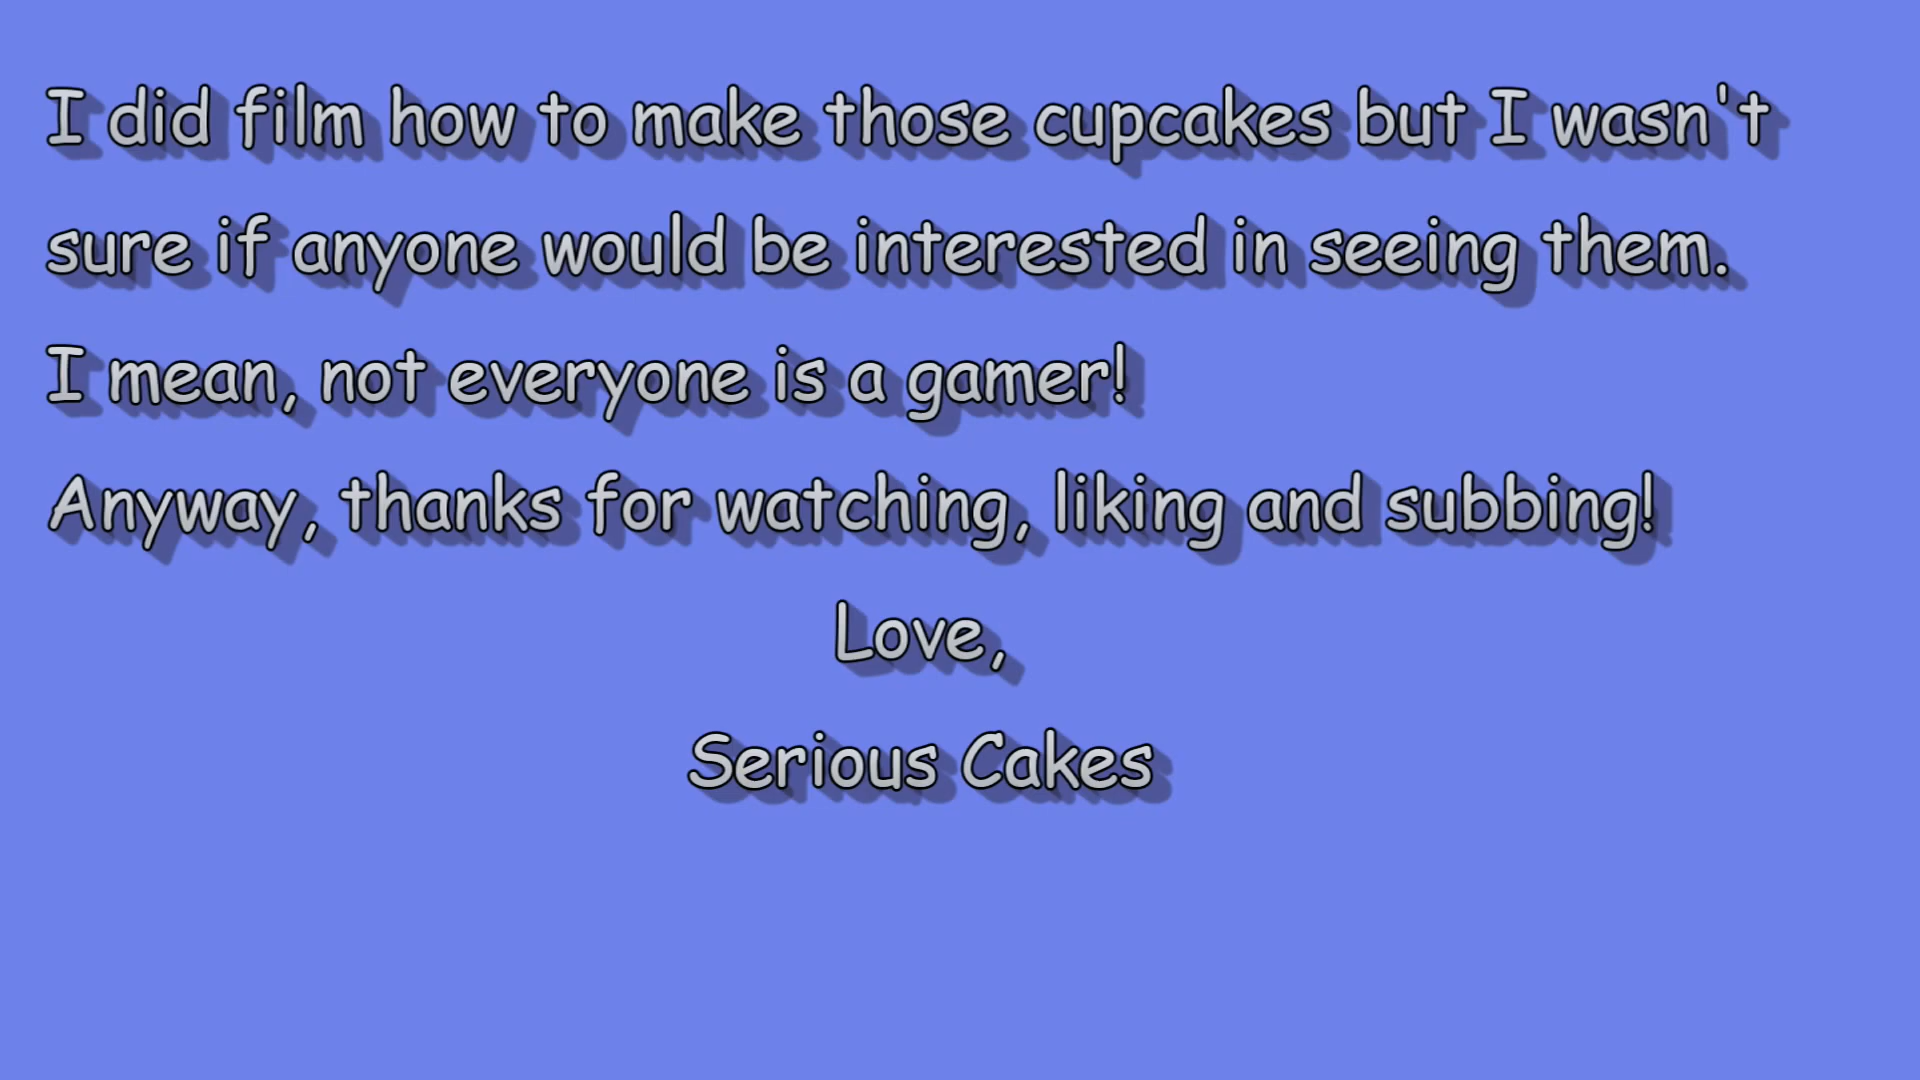 I did film how to make those cupcakes but I wasn't
sure if anyone would be interested in seeing them.
I mean, not everyone is a gamer!
Anyway, thanks for watching, liking and subbing!
Love,
Serious Cakes